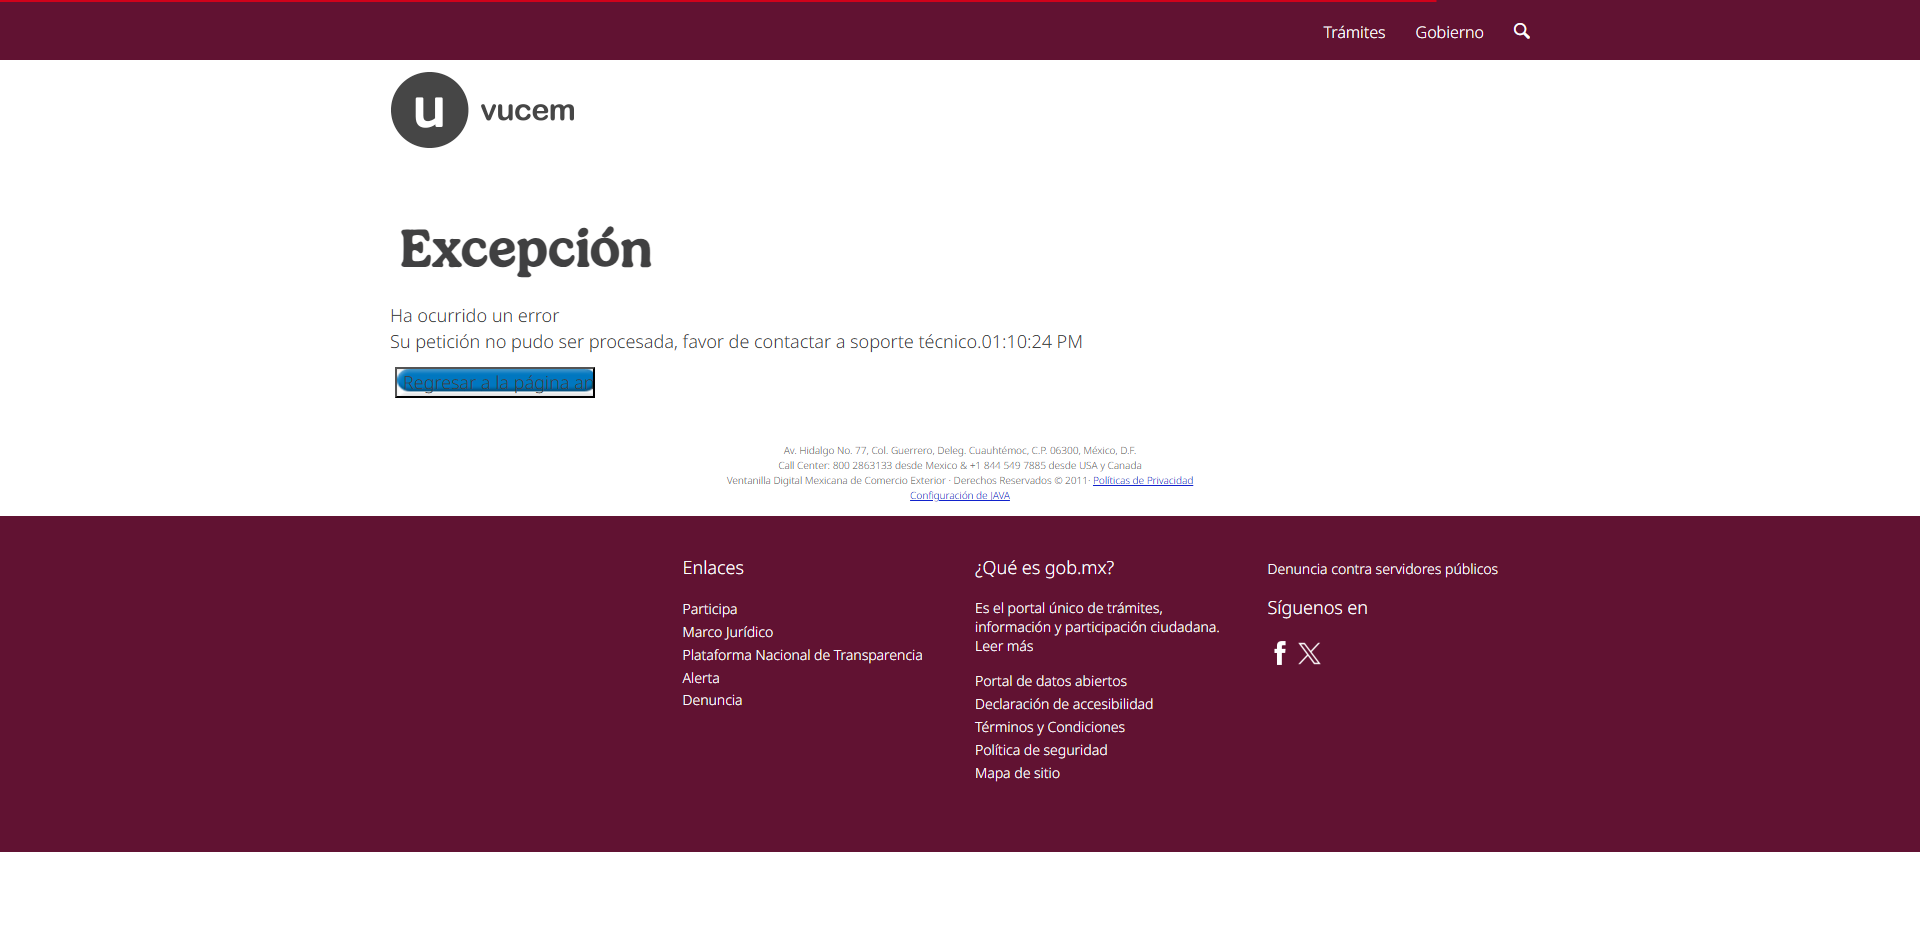 Trámites
Gobierno
u vucem
Excepción
Ha ocurrido un error
Su petición no pudo ser procesada, favor de contactar a soporte técnico.01:10:24 PM
Regresar a la página an
Av. Hidalgo No. 77, Col. Guerrero, Deleg. Cuauhtémoc, C.P. 06300, México, D.F.
Call Center: 800 2863133 desde Mexico & +1 844 549 7885 desde USA y Canada
Ventanilla Digital Mexicana de Comercio Exterior · Derechos Reservados © 2011· Políticas de Privacidad
Configuración de JAVA
Enlaces
Participa
Marco Jurídico
Plataforma Nacional de Transparencia
Alerta
Denuncia
¿Qué es gob.mx?
Es el portal único de trámites,
información y participación ciudadana.
Leer más
Portal de datos abiertos
Declaración de accesibilidad
Términos y Condiciones
Política de seguridad
Mapa de sitio
Denuncia contra servidores públicos
Síguenos en